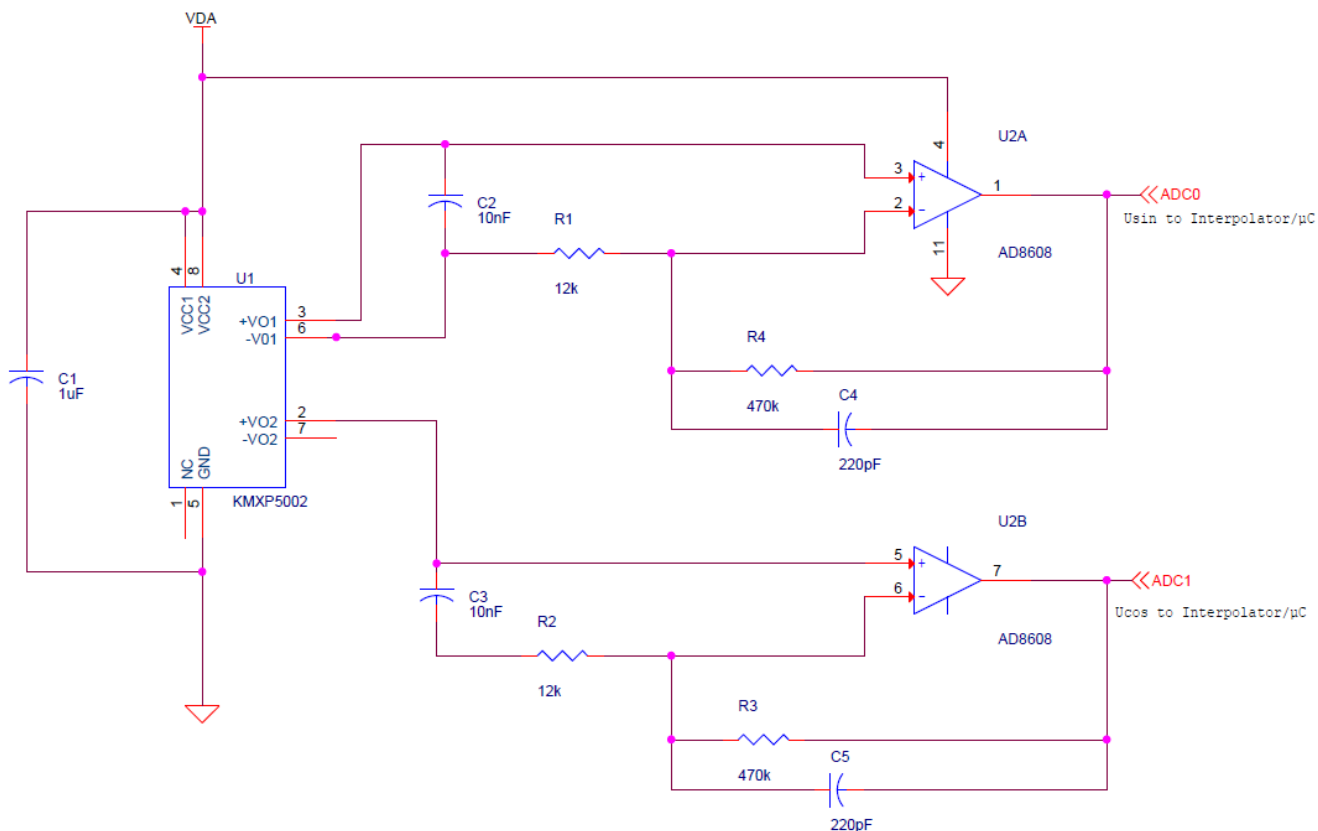 VDA
U2A
4
3
+
1
ADC0
C2
10nF
R1
2
−
Usin to Interpolator/µC
11
AD8608
12k
4
8
U1
VCC1
VCC2
+VO1
3
-V01
6
R4
C1
1uF
470k
C4
+VO2
2
-VO2
7
220pF
NC
GND
1
5
KMXP5002
U2B
5
+
7
ADC1
C3
10nF
6
−
Ucos to Interpolator/µC
R2
AD8608
12k
R3
C5
470k
220pF